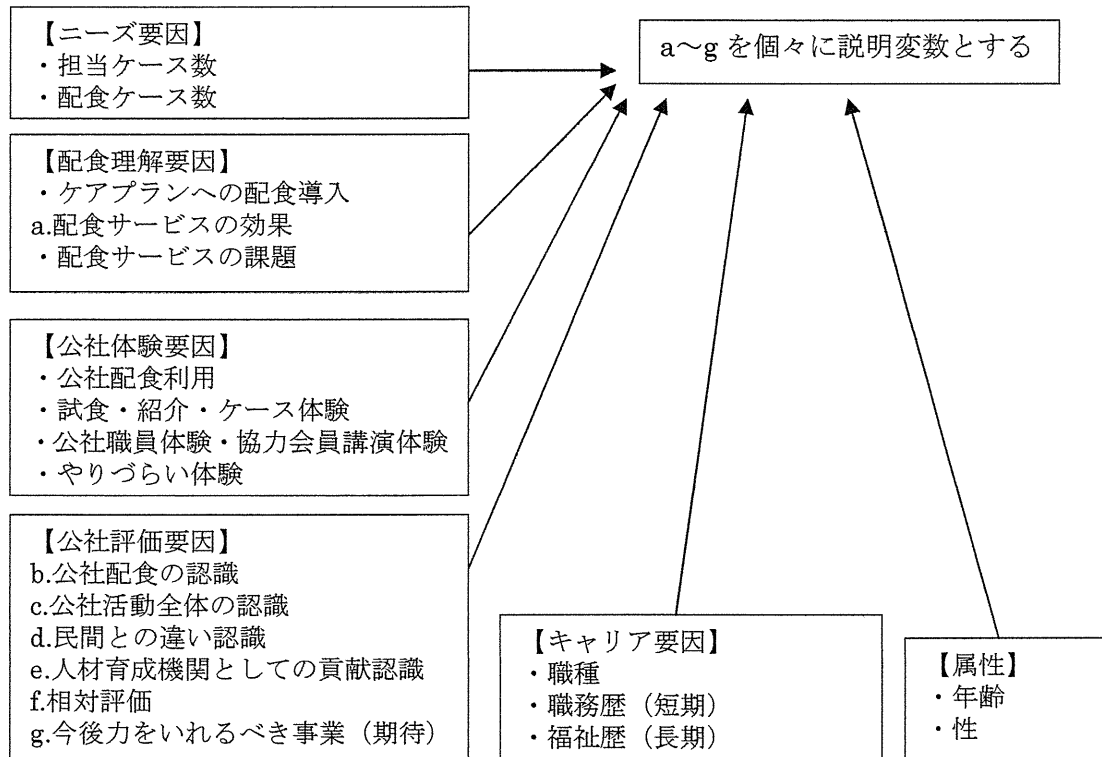 【ニーズ要因】
・担当ケース数
・配食ケース数
a～g を個々に説明変数とする
【配食理解要因】
・ケアプランへの配食導入
a.配食サービスの効果
・配食サービスの課題
【公社体験要因】
・公社配食利用
・試食・紹介・ケース体験
・公社職員体験・協力会員講演体験
・やりづらい体験
【公社評価要因】
b.公社配食の認識
c.公社活動全体の認識
d.民間との違い認識
e.人材育成機関としての貢献認識
f.相対評価
g.今後力をいれるべき事業（期待）
【キャリア要因】
・職種
・職務歴（短期）
・福祉歴（長期）
【属性】
・年齢
・性